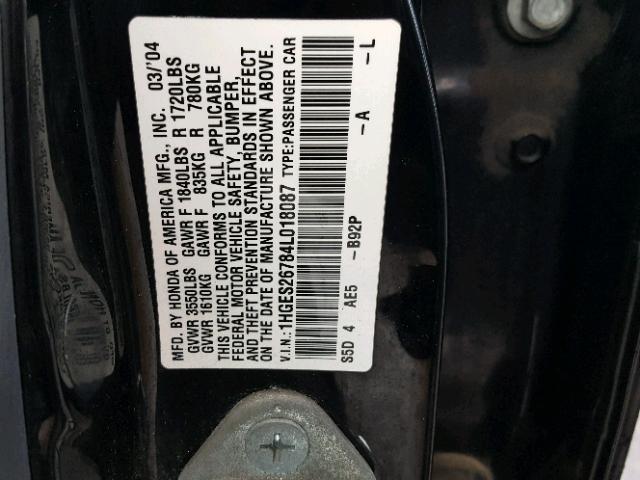 MFD. BY HONDA OF AMERICA MFG., INC. 03/'04
GVWR 3550LBS GAWR F 1840LBS R 1720LBS
GVWR 1610KG GAWR F 835KG R 780KG
THIS VEHICLE CONFORMS TO ALL APPLICABLE
FEDERAL MOTOR VEHICLE SAFETY, BUMPER,
AND THEFT PREVENTION STANDARDS IN EFFECT
ON THE DATE OF MANUFACTURE SHOWN ABOVE.
V.I.N.: 1HGES26784L018087 TYPE: PASSENGER CAR
S5D 4 AE5 -B92P -A -L